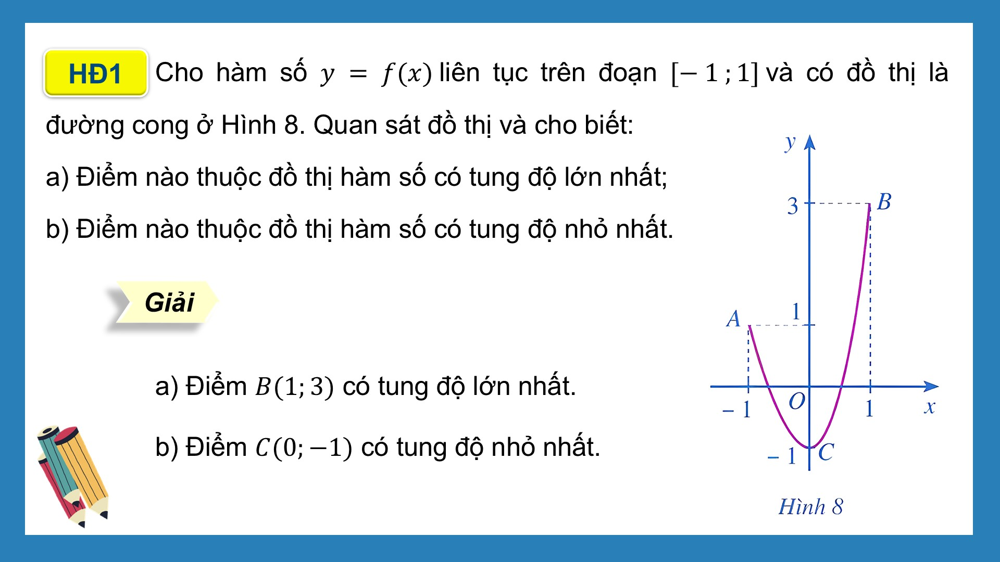 HĐ1 Cho hàm số y = f(x) liên tục trên đoạn [− 1 ; 1] và có đồ thị là
đường cong ở Hình 8. Quan sát đồ thị và cho biết:
a) Điểm nào thuộc đồ thị hàm số có tung độ lớn nhất;
b) Điểm nào thuộc đồ thị hàm số có tung độ nhỏ nhất.
Giải
a) Điểm B(1; 3) có tung độ lớn nhất.
b) Điểm C(0; −1) có tung độ nhỏ nhất.
y
3 B
1
A
O
− 1 1 x
− 1 C
Hình 8